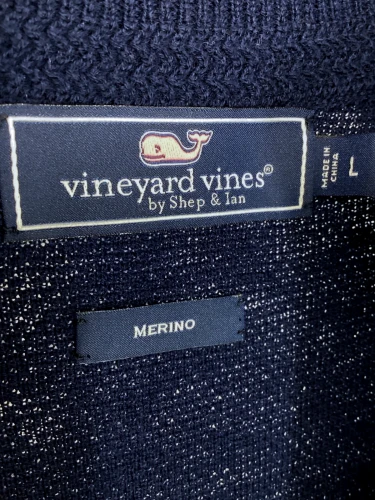 vineyard vines®
by Shep & Ian
MADE IN
CHINA
L
MERINO